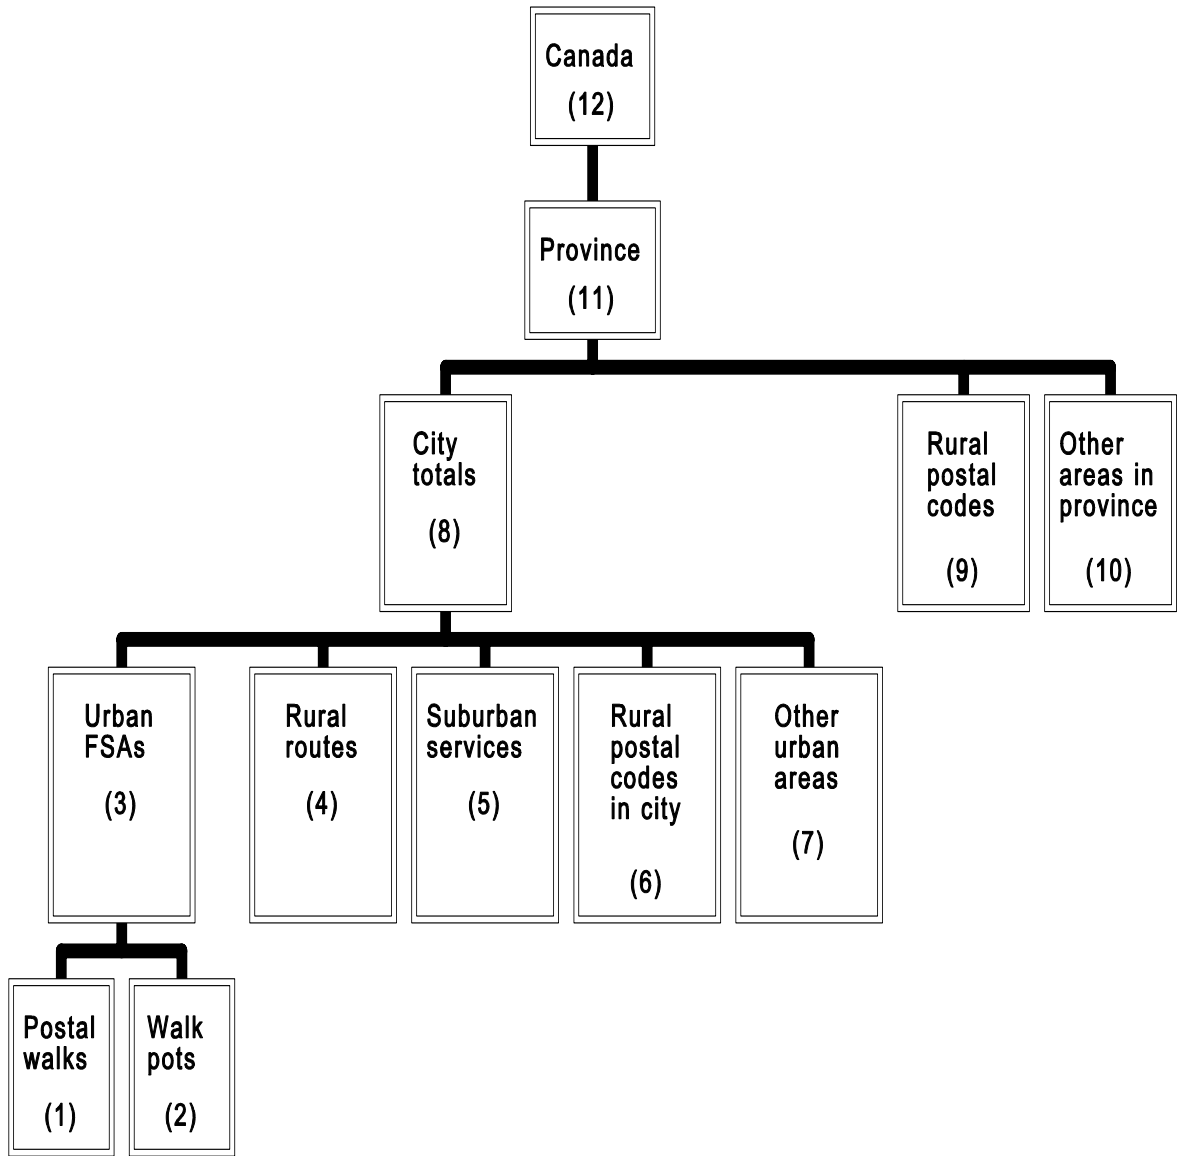 Canada
(12)
Province
(11)
City
totals
(8)
Rural
postal
codes
(9)
Other
areas in
province
(10)
Urban
FSAs
(3)
Rural
routes
(4)
Suburban
services
(5)
Rural
postal
codes
in city
(6)
Other
urban
areas
(7)
Postal
walks
(1)
Walk
pots
(2)